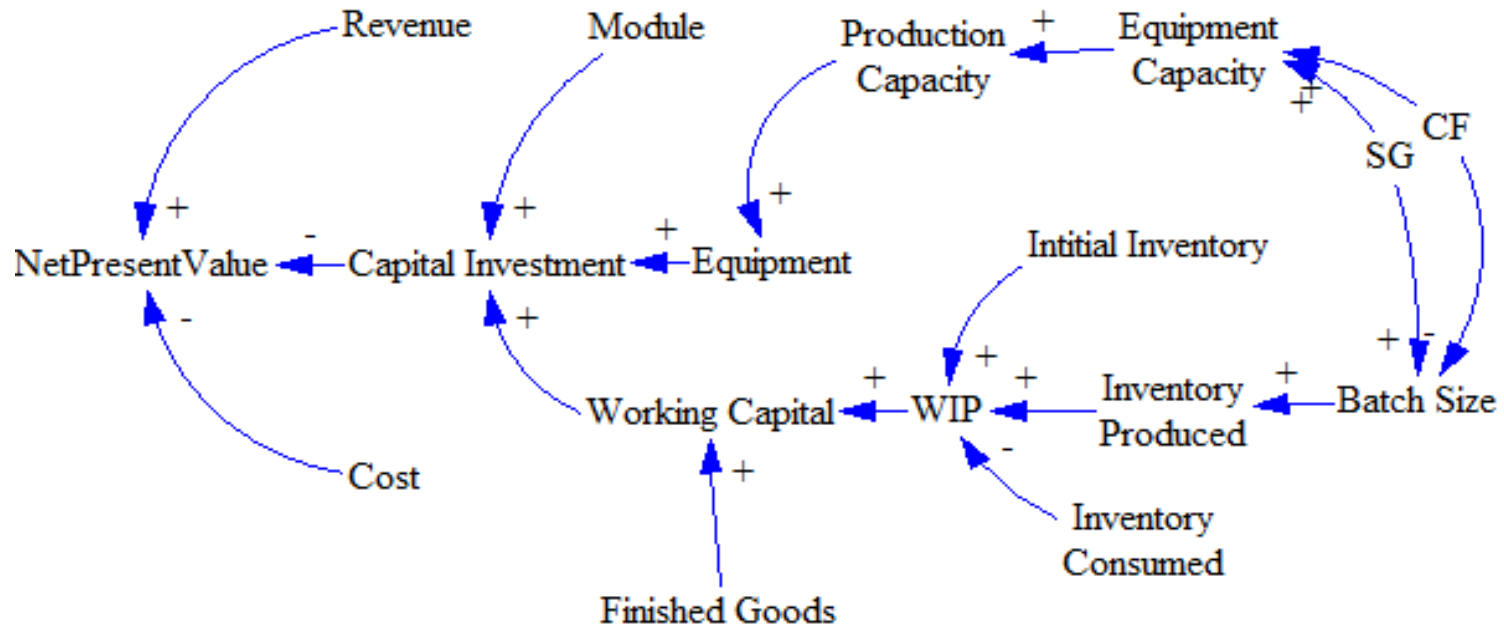 Revenue
Module
Production
Capacity
+
Equipment
Capacity
+
+
CF
SG
+
+
+
NetPresentValue
-
Capital Investment
+
Equipment
Intitial Inventory
-
+
+
-
+
Working Capital
+
WIP
+
Inventory
Produced
+
Batch Size
-
Cost
+
Inventory
Consumed
Finished Goods